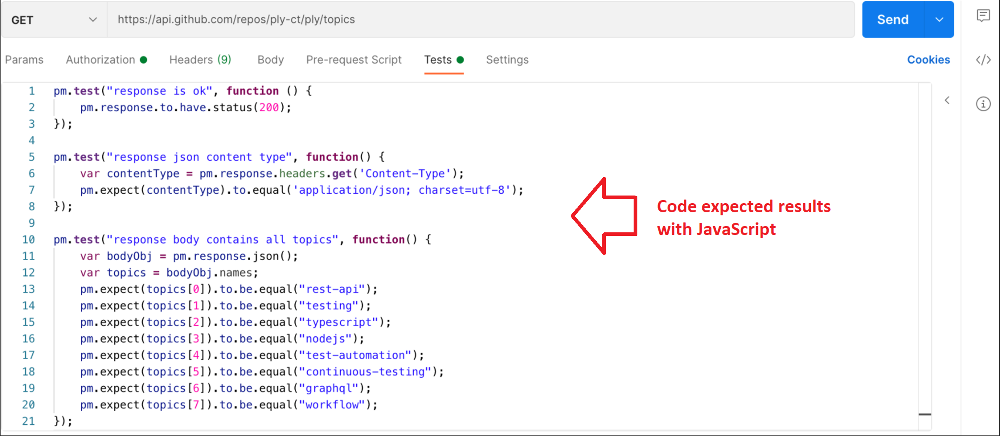 GET https://api.github.com/repos/ply-ct/ply/topics Send
Params Authorization Headers (9) Body Pre-request Script Tests Settings Cookies </>
1 pm.test("response is ok", function () {
2 pm.response.to.have.status(200);
3 });
4
5 pm.test("response json content type", function() {
6 var contentType = pm.response.headers.get('Content-Type');
7 pm.expect(contentType).to.equal('application/json; charset=utf-8');
8 });
9
10 pm.test("response body contains all topics", function() {
11 var bodyObj = pm.response.json();
12 var topics = bodyObj.names;
13 pm.expect(topics[0]).to.be.equal("rest-api");
14 pm.expect(topics[1]).to.be.equal("testing");
15 pm.expect(topics[2]).to.be.equal("typescript");
16 pm.expect(topics[3]).to.be.equal("nodejs");
17 pm.expect(topics[4]).to.be.equal("test-automation");
18 pm.expect(topics[5]).to.be.equal("continuous-testing");
19 pm.expect(topics[6]).to.be.equal("graphql");
20 pm.expect(topics[7]).to.be.equal("workflow");
21 });
Code expected results
with JavaScript